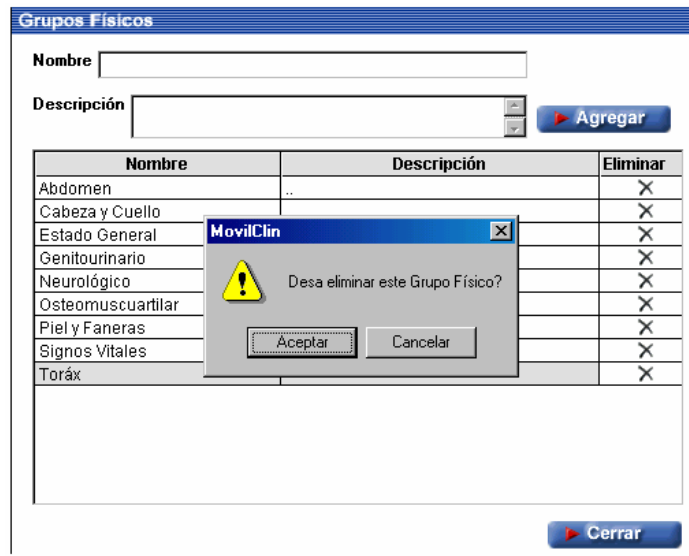 Grupos Físicos
Nombre
Descripción
Agregar
Nombre Descripción Eliminar
Abdomen ..
Cabeza y Cuello
Estado General
Genitourinario
Neurológico
Osteomuscuartilar
Piel y Faneras
Signos Vitales
Toráx
MovilClin
Desa eliminar este Grupo Físico?
Aceptar Cancelar
Cerrar